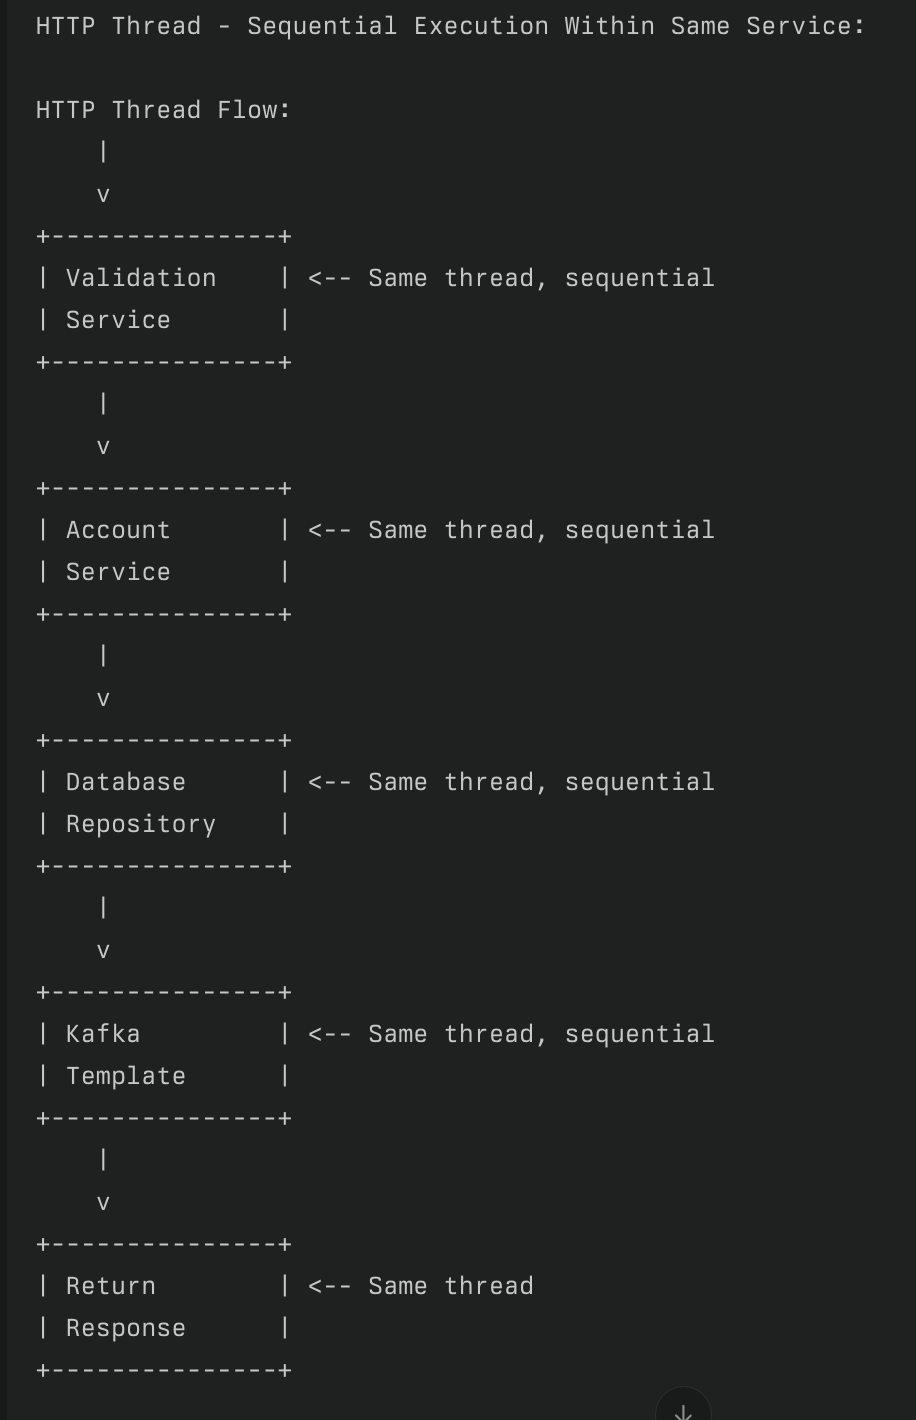 HTTP Thread - Sequential Execution Within Same Service:

HTTP Thread Flow:
    |
    v
+---------------+
| Validation    | <-- Same thread, sequential
| Service       |
+---------------+
    |
    v
+---------------+
| Account       | <-- Same thread, sequential
| Service       |
+---------------+
    |
    v
+---------------+
| Database      | <-- Same thread, sequential
| Repository    |
+---------------+
    |
    v
+---------------+
| Kafka         | <-- Same thread, sequential
| Template      |
+---------------+
    |
    v
+---------------+
| Return        | <-- Same thread
| Response      |
+---------------+